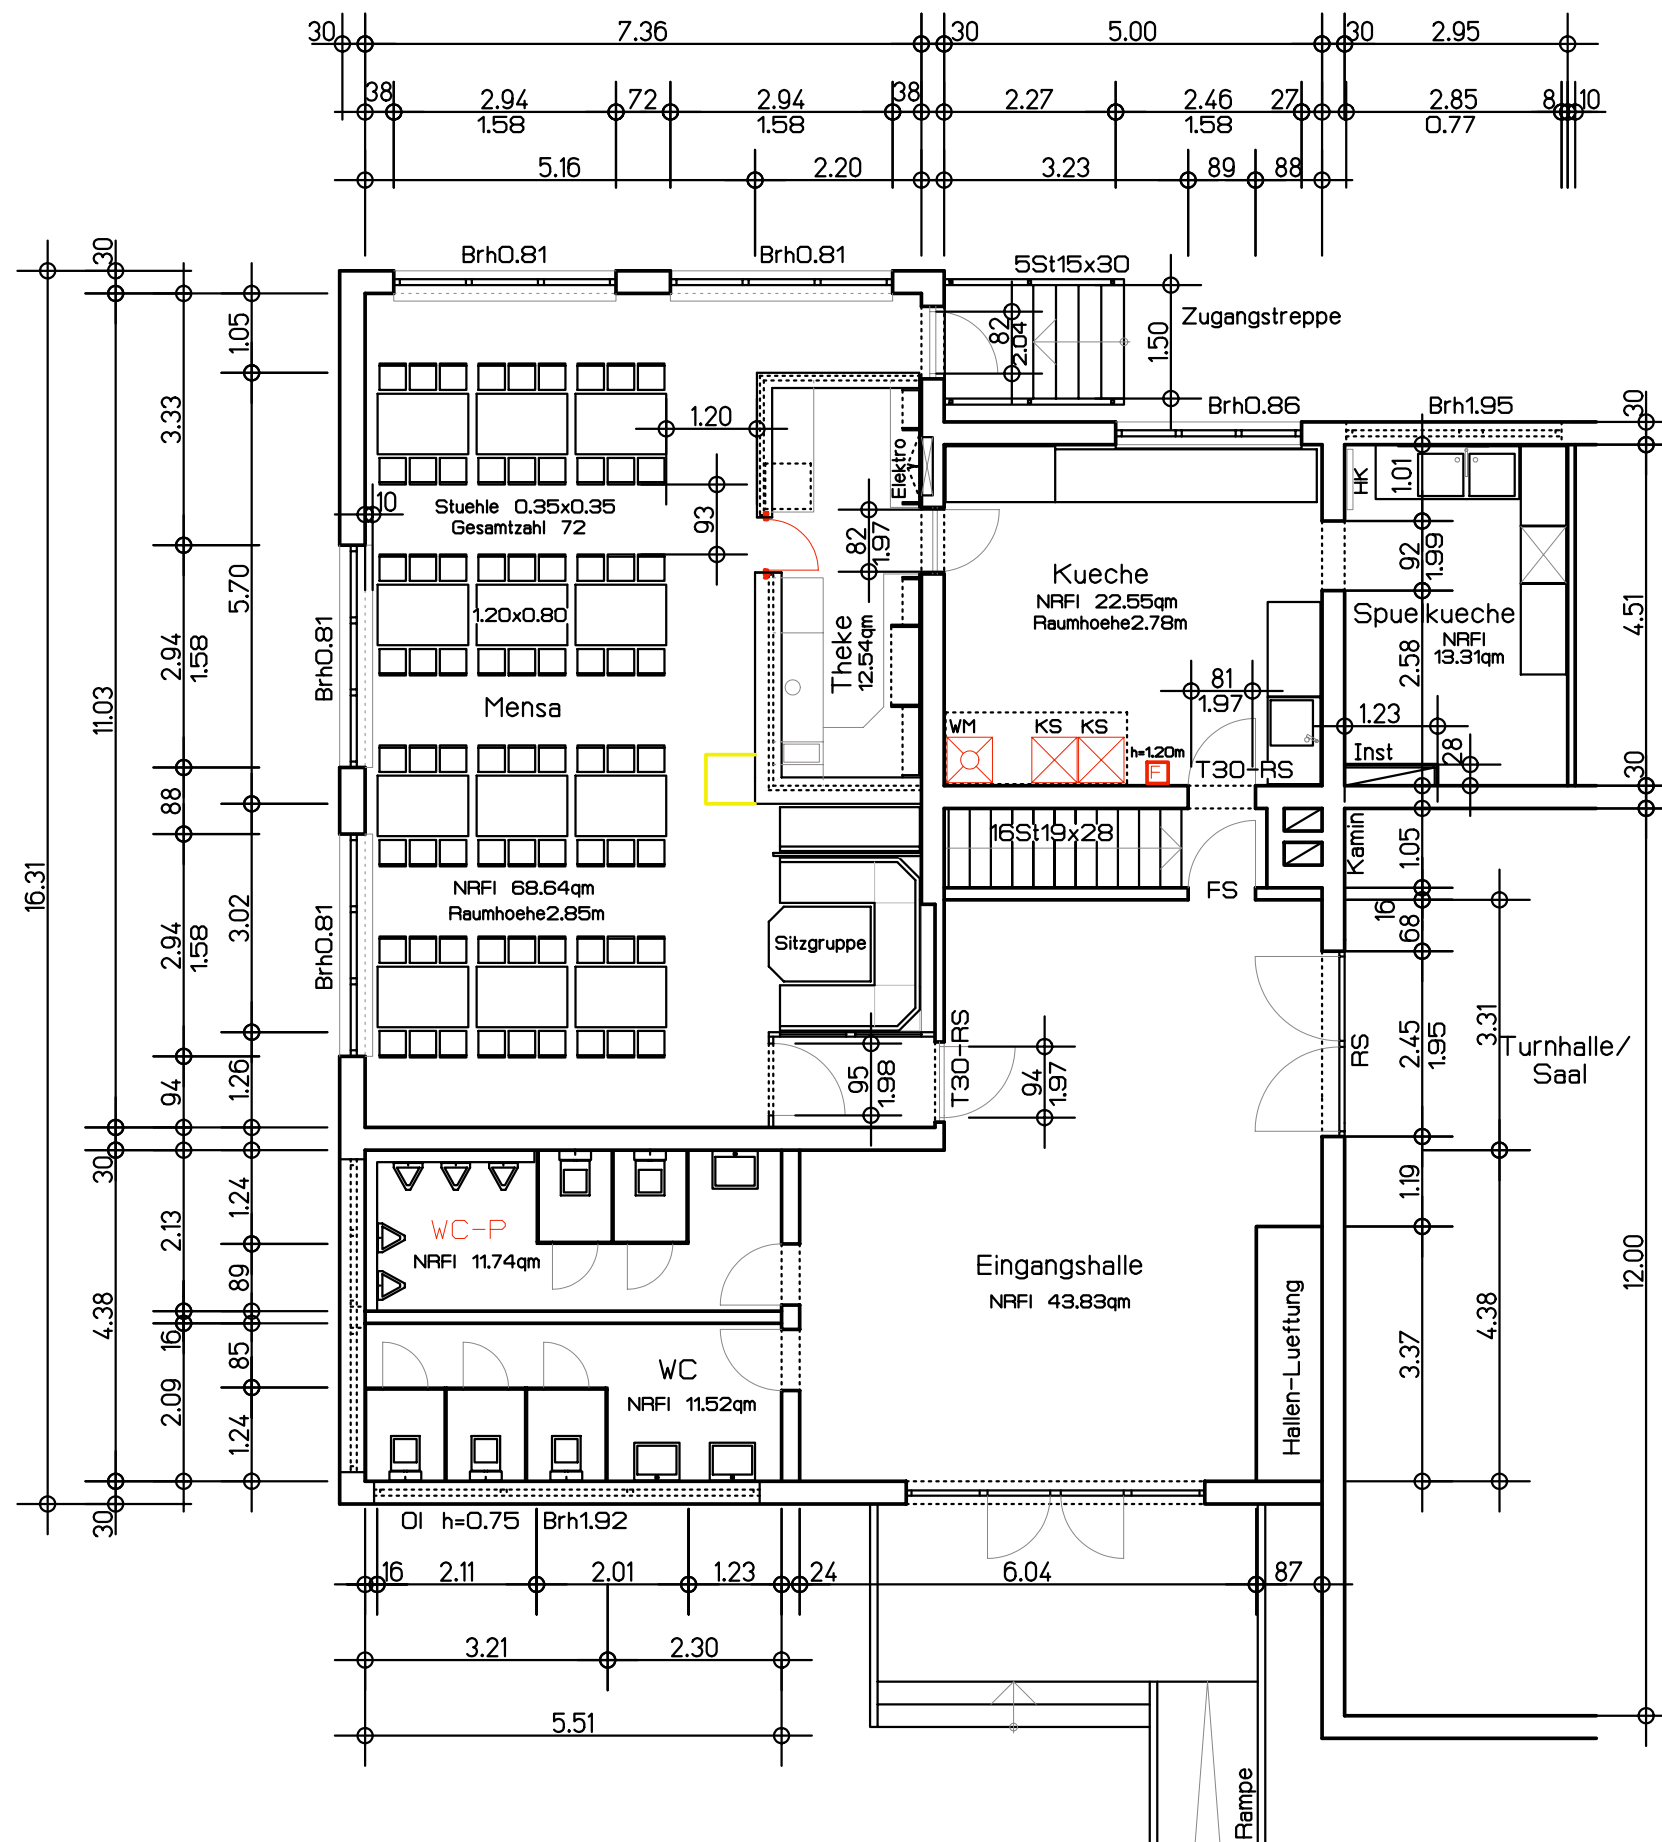 30 7.36 30 5.00 30 2.95
38 2.94 72 2.94 38 2.27 2.46 27 2.85 8 10
1.58 1.58 1.58 0.77
5.16 2.20 3.23 89 88
Brh0.81 Brh0.81
5St15x30
Zugangstreppe
82
2.04
1.50
Brh0.86
Brh1.95
30
30
1.05
3.33
5.70
1.20
Elektro
HK
1.01
10
Stuehle 0.35x0.35
Gesamtzahl 72
93
82
1.97
92
1.99
Kueche
NRFl 22.55qm
Raumhoehe2.78m
Spuelkueche
NRFl
13.31qm
4.51
1.20x0.80
Theke
12.54qm
2.58
Brh0.81
2.94
1.58
11.03
Mensa
81
1.97
1.23
WM
KS
KS
h=1.20m
F
T30-RS
Inst
28
30
88
16St19x28
Kamin
1.05
16.31
NRFl 68.64qm
Raumhoehe2.85m
FS
16
68
Brh0.81
2.94
1.58
3.02
Sitzgruppe
T30-RS
RS
2.45
1.95
3.31
Turnhalle/
Saal
94
1.26
95
1.98
94
1.97
30
2.13
1.24
WC-P
NRFl 11.74qm
1.19
Eingangshalle
NRFl 43.83qm
12.00
89
4.38
16
85
Hallen-Lueftung
3.37
4.38
WC
NRFl 11.52qm
2.09
1.24
30
Ol h=0.75 Brh1.92
16 2.11 2.01 1.23 24 6.04 87
3.21 2.30
5.51
Rampe